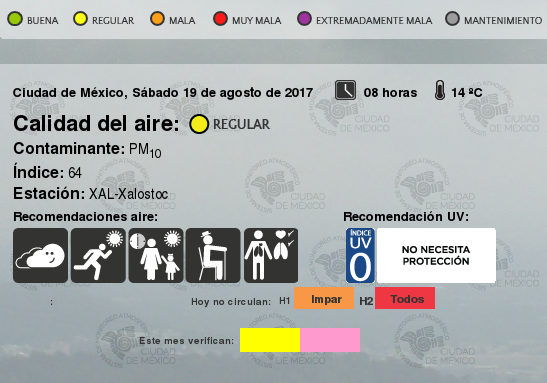 BUENA REGULAR MALA MUY MALA EXTREMADAMENTE MALA MANTENIMIENTO
Ciudad de México, Sábado 19 de agosto de 2017 08 horas 14 ºC
Calidad del aire: REGULAR
Contaminante: PM10
Índice: 64
Estación: XAL-Xalostoc
Recomendaciones aire: Recomendación UV:
ÍNDICE UV 0 NO NECESITA PROTECCIÓN
: Hoy no circulan: H1 Impar H2 Todos
Este mes verifican: